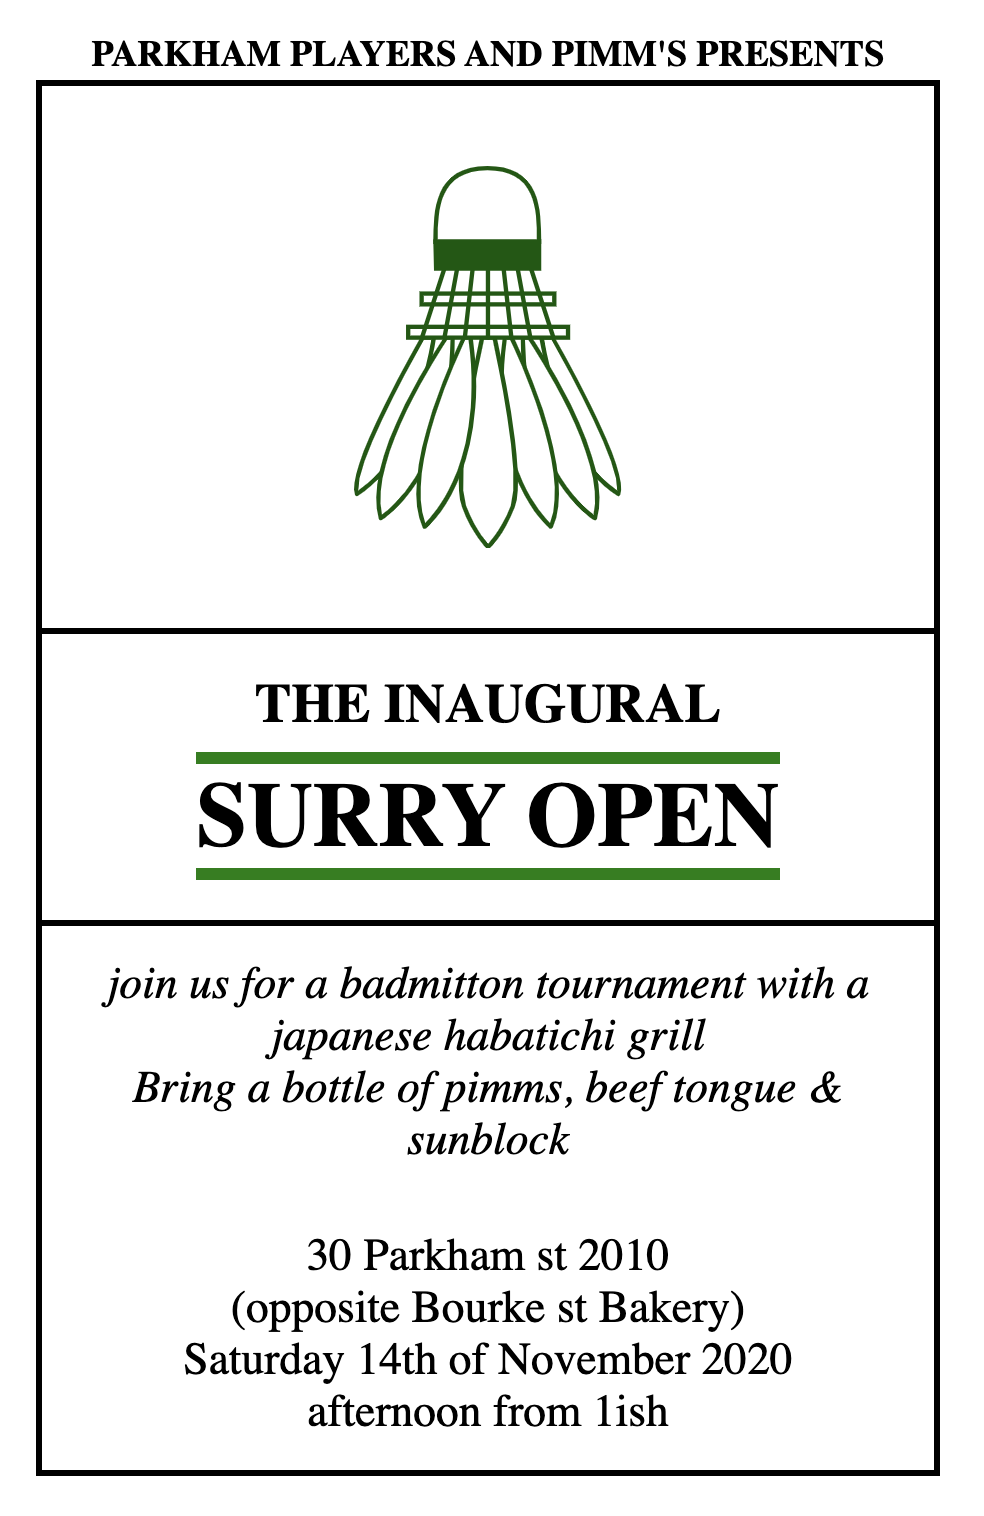 PARKHAM PLAYERS AND PIMM'S PRESENTS
THE INAUGURAL
SURRY OPEN
join us for a badmitton tournament with a
japanese habatichi grill
Bring a bottle of pimms, beef tongue &
sunblock
30 Parkham st 2010
(opposite Bourke st Bakery)
Saturday 14th of November 2020
afternoon from 1ish